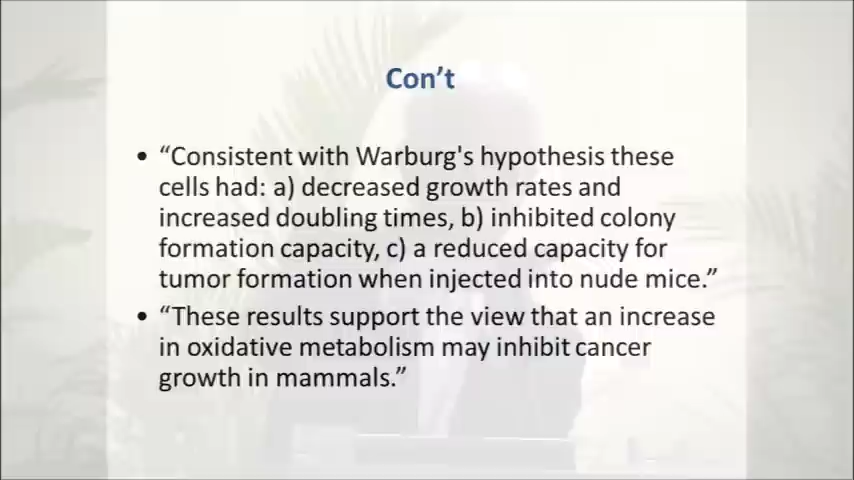 Con't
• “Consistent with Warburg's hypothesis these
cells had: a) decreased growth rates and
increased doubling times, b) inhibited colony
formation capacity, c) a reduced capacity for
tumor formation when injected into nude mice.”
• “These results support the view that an increase
in oxidative metabolism may inhibit cancer
growth in mammals.”